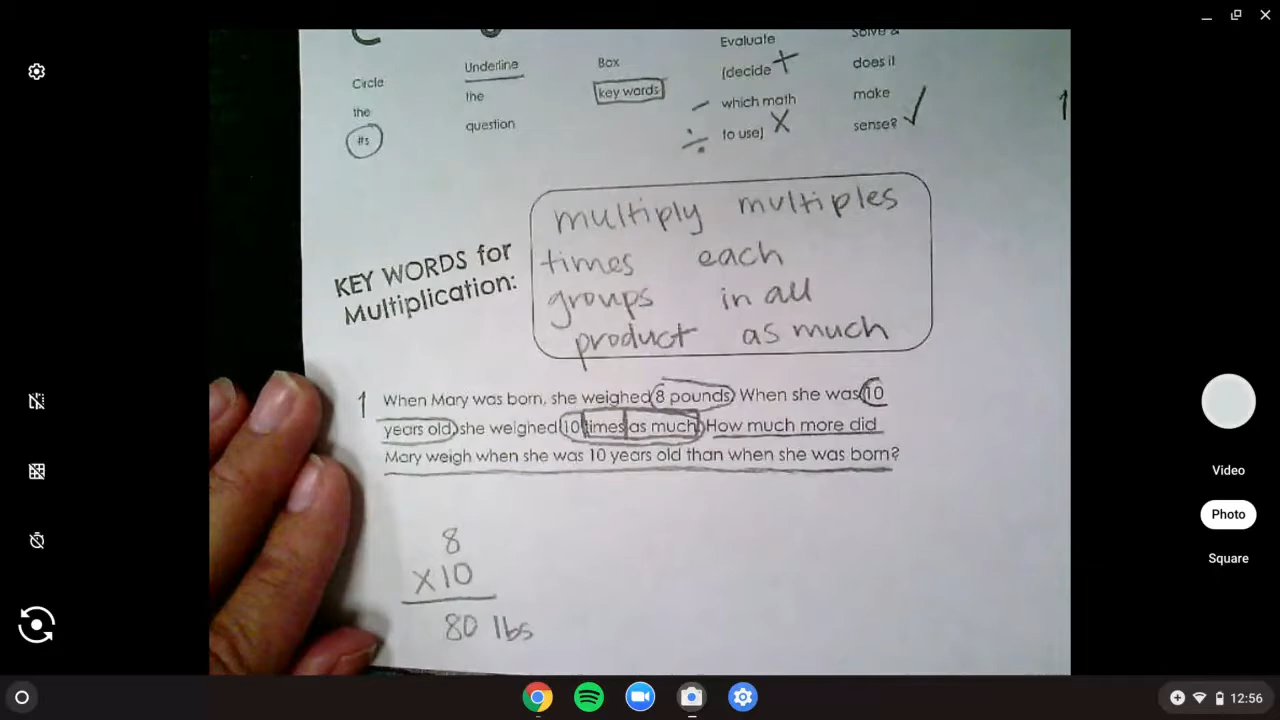 Circle
the
#s
Underline
the
question
Box
key words
Evaluate
(decide +
- which math
÷ to use) X
Solve &
does it
make
sense? ✓
1
KEY WORDS for
Multiplication:
multiply multiples
times each
groups in all
product as much
1 When Mary was born, she weighed 8 pounds. When she was 10
years old, she weighed 10 times as much. How much more did
Mary weigh when she was 10 years old than when she was born?
8
X10
80 lbs
Video
Photo
Square
12:56